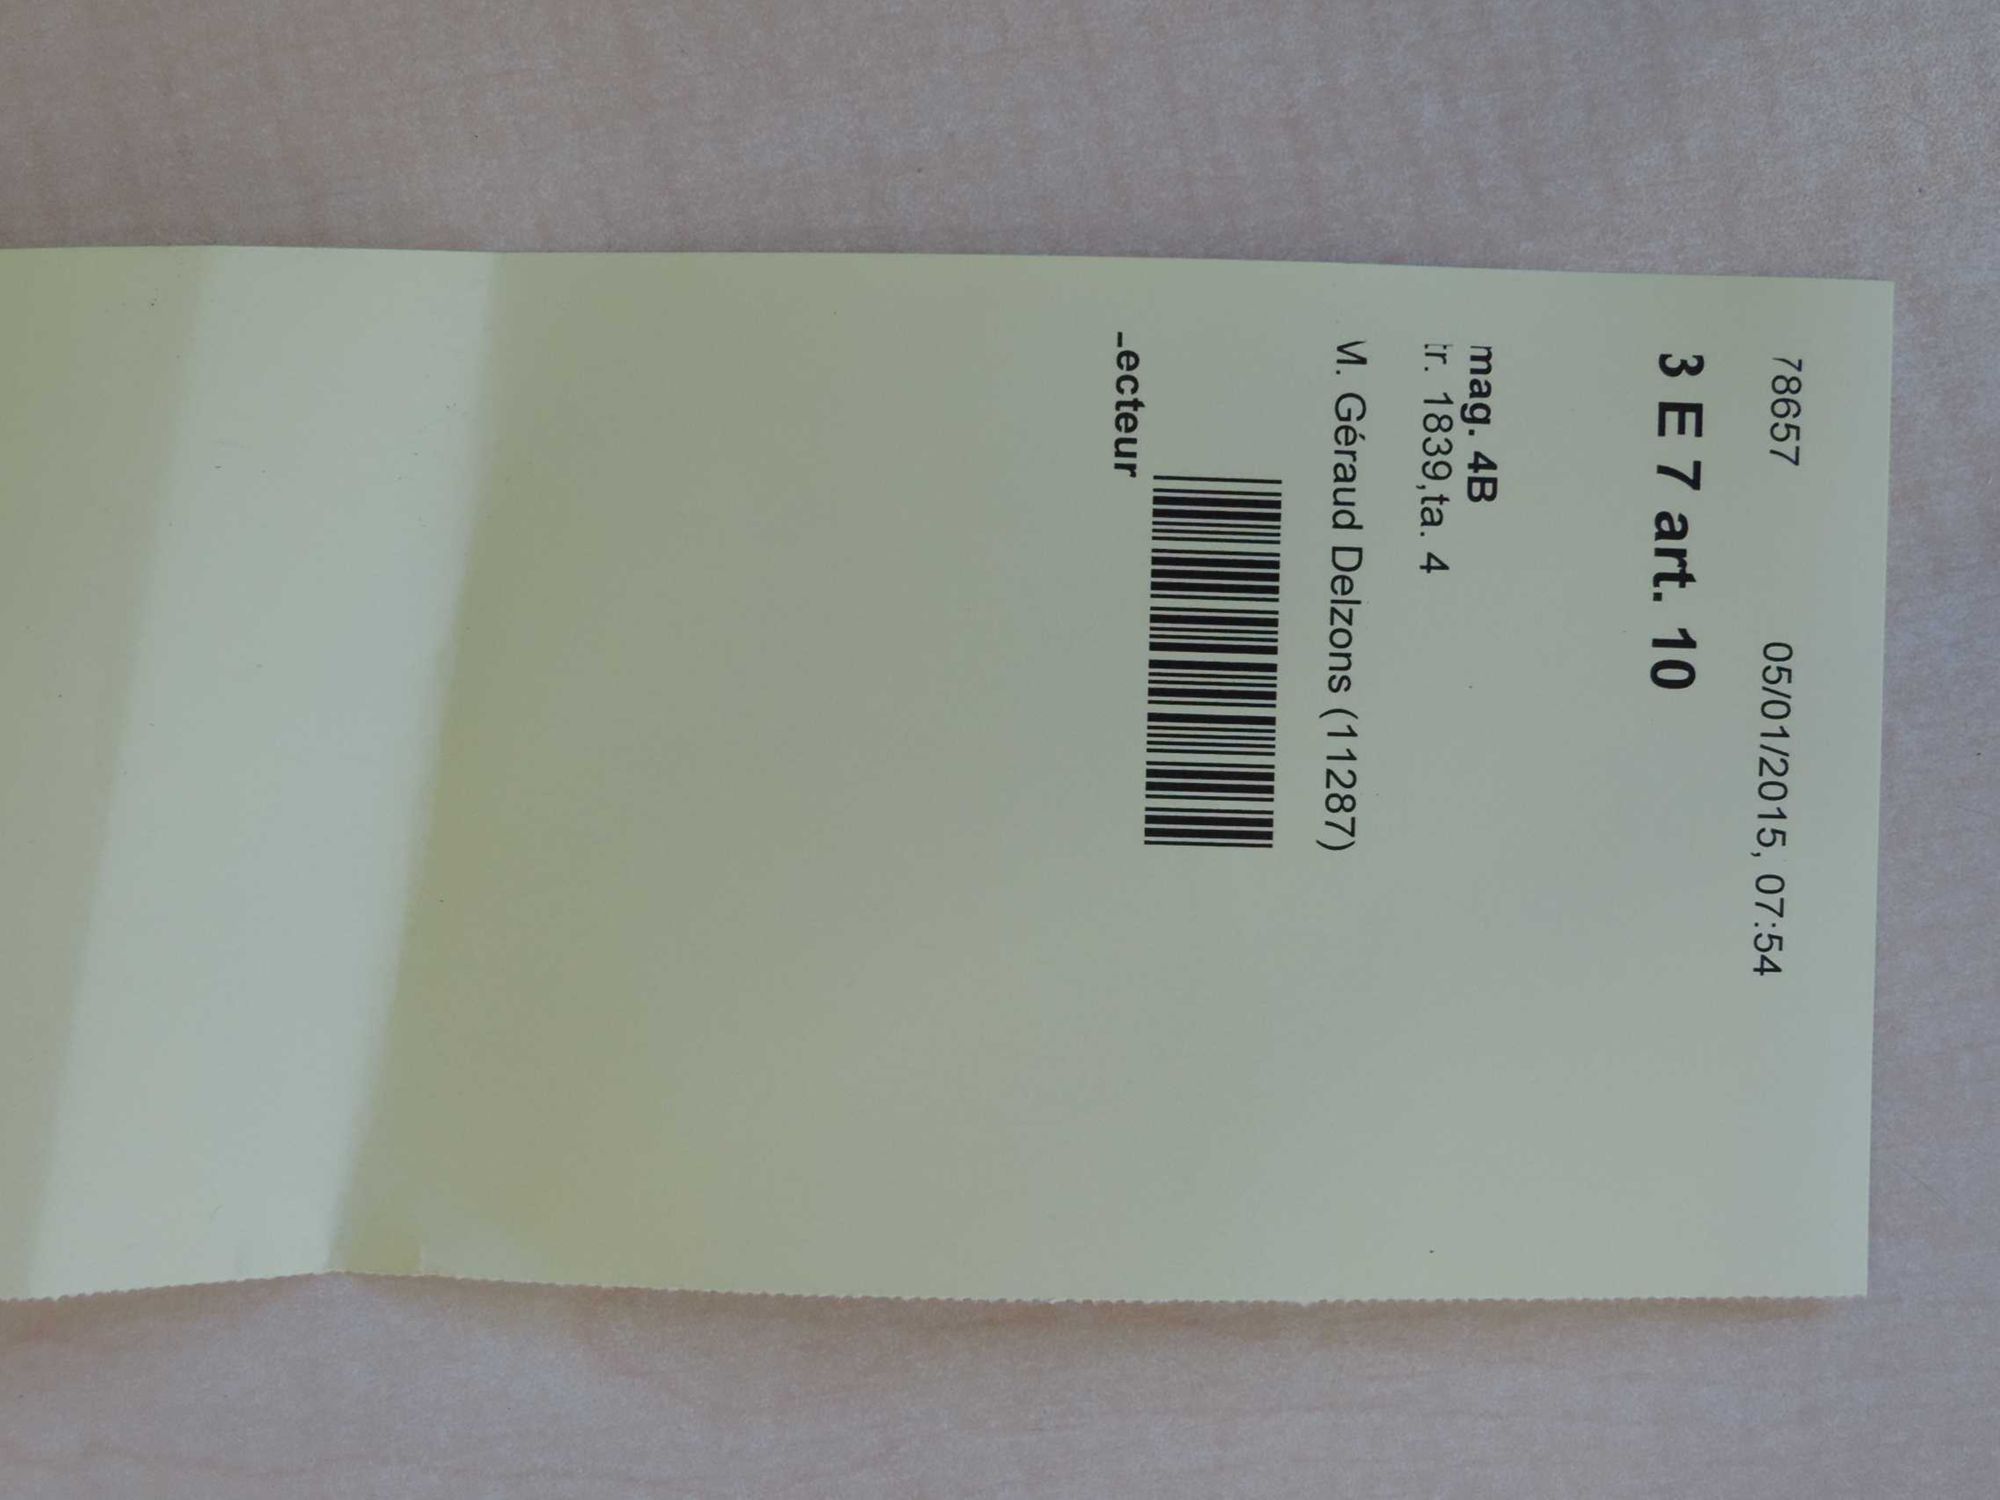 78657 05/01/2015, 07:54
3 E 7 art. 10
mag. 4B
tr. 1839,ta. 4
M. Géraud Delzons (11287)
Lecteur